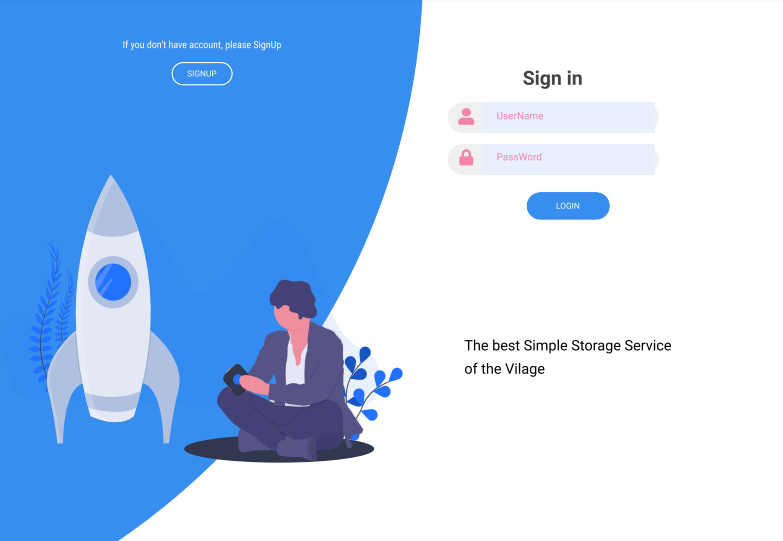 If you don't have account, please SignUp
SIGNUP
Sign in
UserName
PassWord
LOGIN
The best Simple Storage Service
of the Vilage